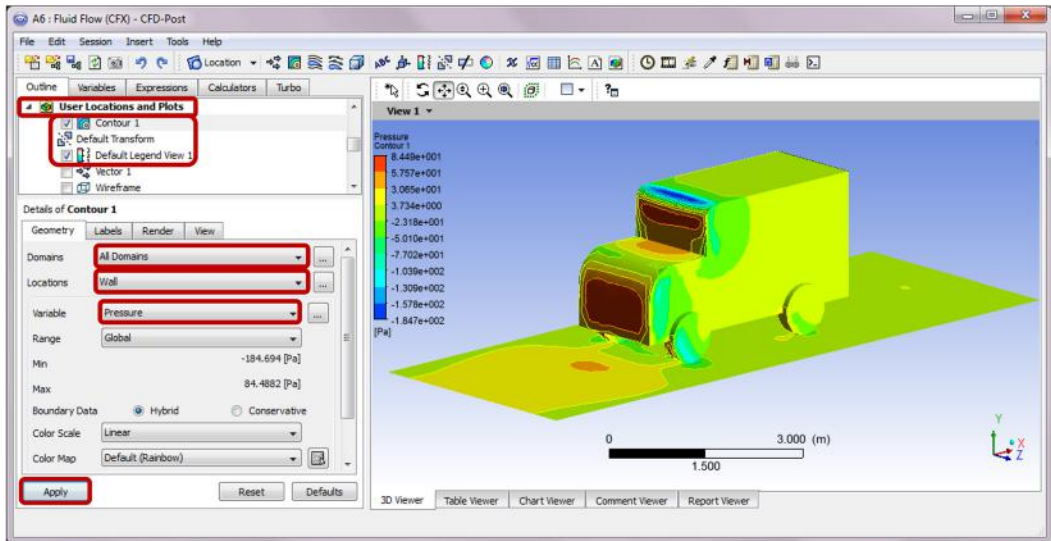 A6 : Fluid Flow (CFX) - CFD-Post
File Edit Session Insert Tools Help
Location
Outline Variables Expressions Calculators Turbo
User Locations and Plots
Contour 1
Default Transform
Default Legend View 1
Vector 1
Wireframe
Details of Contour 1
Geometry Labels Render View
Domains All Domains ...
Locations Wall ...
Variable Pressure ...
Range Global
Min -184.694 [Pa]
Max 84.4882 [Pa]
Boundary Data Hybrid Conservative
Color Scale Linear
Color Map Default (Rainbow)
Apply Reset Defaults
View 1
Pressure
Contour 1
8.449e+001
5.757e+001
3.065e+001
3.734e+000
-2.318e+001
-5.010e+001
-7.702e+001
-1.039e+002
-1.309e+002
-1.578e+002
-1.847e+002
[Pa]
0 3.000 (m)
1.500
Y
X
Z
3D Viewer Table Viewer Chart Viewer Comment Viewer Report Viewer